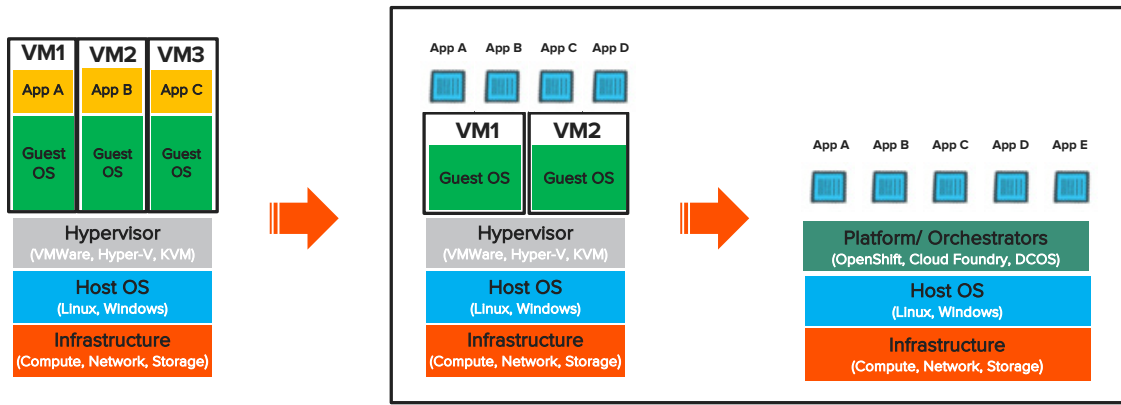 VM1
VM2
VM3
App A
App B
App C
Guest
OS
Guest
OS
Guest
OS
Hypervisor
(VMWare, Hyper-V, KVM)
Host OS
(Linux, Windows)
Infrastructure
(Compute, Network, Storage)
App A
App B
App C
App D
VM1
VM2
Guest OS
Guest OS
Hypervisor
(VMWare, Hyper-V, KVM)
Host OS
(Linux, Windows)
Infrastructure
(Compute, Network, Storage)
App A
App B
App C
App D
App E
Platform/ Orchestrators
(OpenShift, Cloud Foundry, DCOS)
Host OS
(Linux, Windows)
Infrastructure
(Compute, Network, Storage)